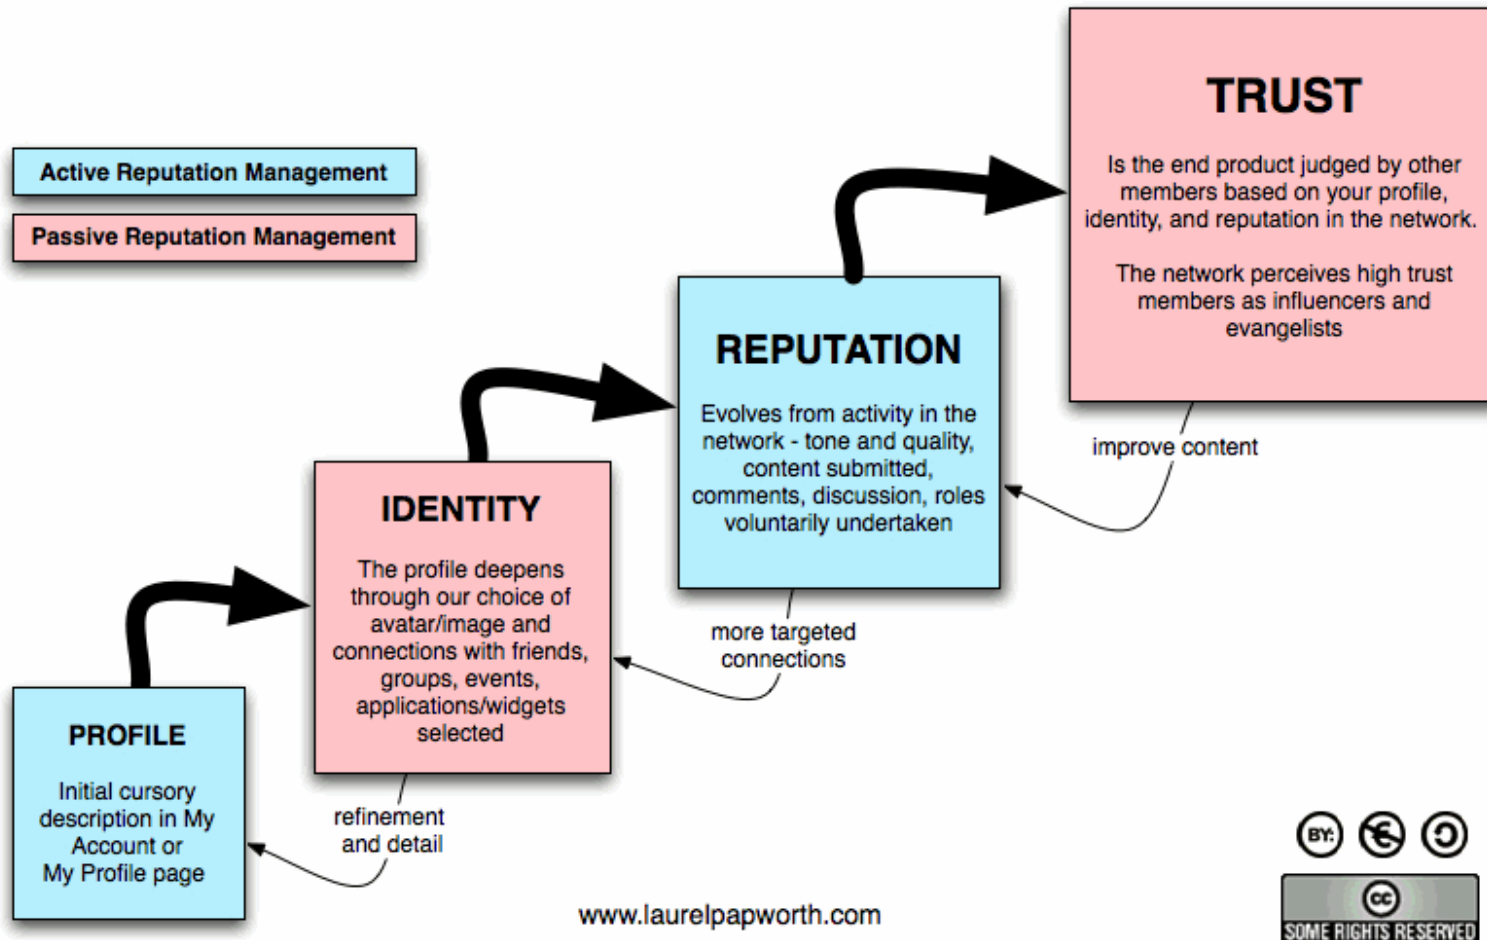 Active Reputation Management
Passive Reputation Management
TRUST
Is the end product judged by other
members based on your profile,
identity, and reputation in the network.
The network perceives high trust
members as influencers and
evangelists
improve content
REPUTATION
Evolves from activity in the
network - tone and quality,
content submitted,
comments, discussion, roles
voluntarily undertaken
more targeted
connections
IDENTITY
The profile deepens
through our choice of
avatar/image and
connections with friends,
groups, events,
applications/widgets
selected
refinement
and detail
PROFILE
Initial cursory
description in My
Account or
My Profile page
www.laurelpapworth.com
BY:
€
cc
SOME RIGHTS RESERVED